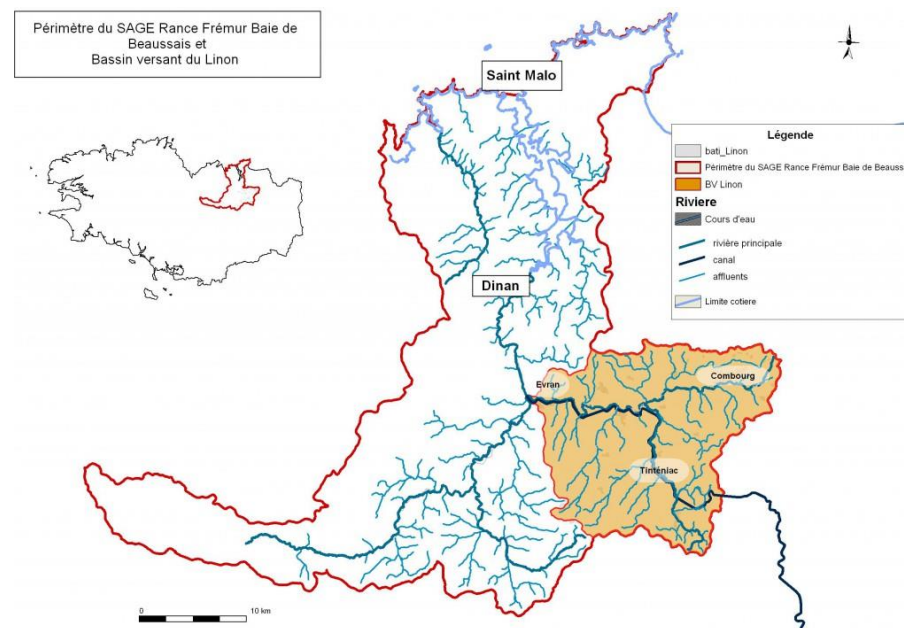 Périmètre du SAGE Rance Frémur Baie de
Beaussais et
Bassin versant du Linon
Saint Malo
Dinan
Evran
Combourg
Tinténiac
Légende
bati_Linon
Périmètre du SAGE Rance Frémur Baie de Beauss
BV Linon
Riviere
Cours d'eau
rivière principale
canal
affluents
Limite cotiere
0 10 km